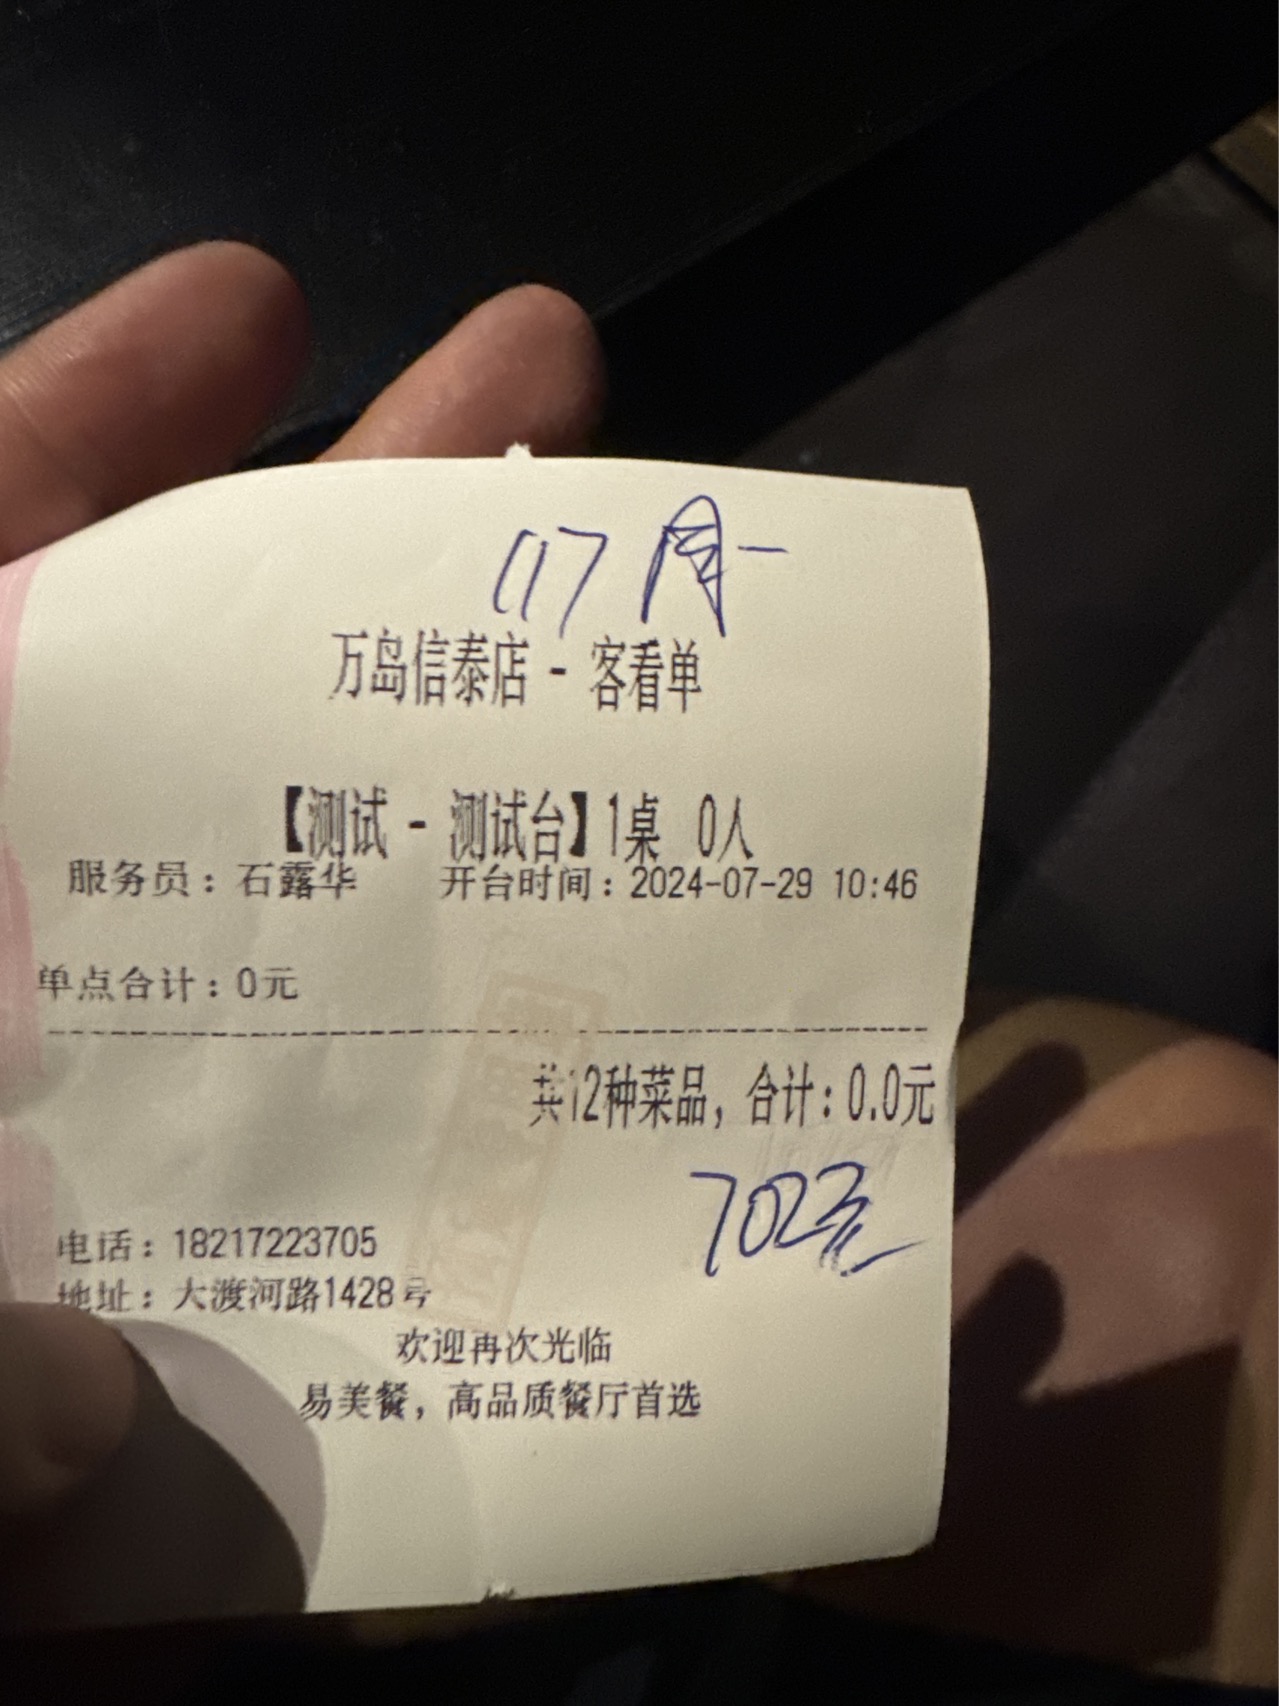 117 周一
万岛信泰店 - 客看单
【测试 - 测试台】1桌 0人
服务员：石露华 开台时间：2024-07-29 10:46
单点合计：0元
共12种菜品，合计：0.0元
702元
电话：18217223705
地址：大渡河路1428号
欢迎再次光临
易美餐，高品质餐厅首选